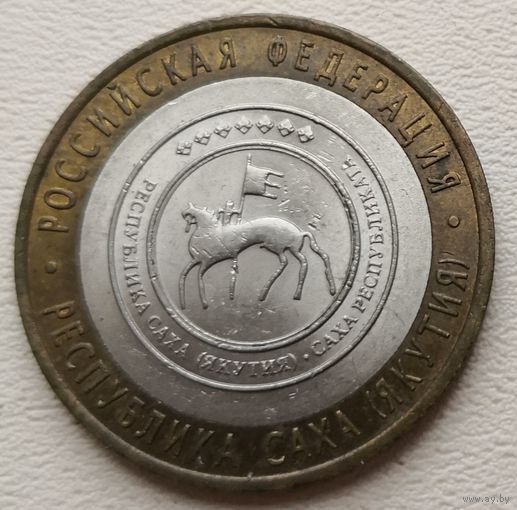 РОССИЙСКАЯ ФЕДЕРАЦИЯ
• РЕСПУБЛИКА САХА (ЯКУТИЯ) •
РЕСПУБЛИКА САХА (ЯКУТИЯ) • САХА РЕСПУБЛИКАТА
www.ay.by